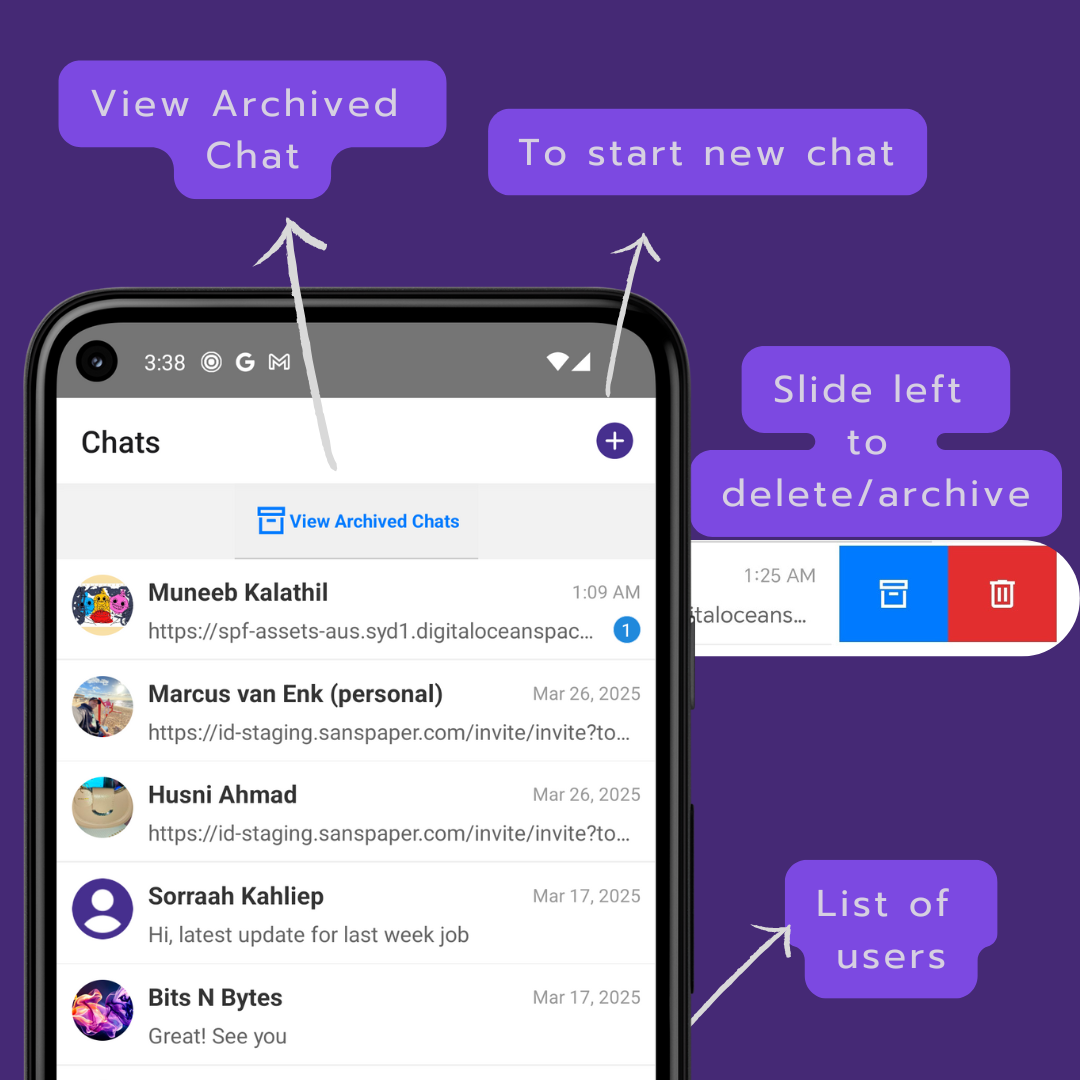 View Archived
Chat
To start new chat
3:38
Chats
View Archived Chats
Slide left
to
delete/archive
Muneeb Kalathil
1:09 AM
https://spf-assets-aus.syd1.digitaloceanspac...
1
1:25 AM
italoceans...
Marcus van Enk (personal)
Mar 26, 2025
https://id-staging.sanspaper.com/invite/invite?to...
Husni Ahmad
Mar 26, 2025
https://id-staging.sanspaper.com/invite/invite?to...
Sorraah Kahliep
Mar 17, 2025
Hi, latest update for last week job
List of
users
Bits N Bytes
Mar 17, 2025
Great! See you